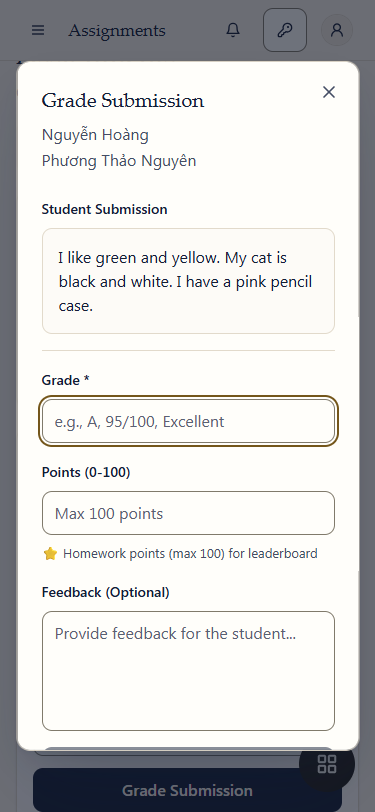 Assignments
Grade Submission
Nguyễn Hoàng
Phương Thảo Nguyên
Student Submission
I like green and yellow. My cat is
black and white. I have a pink pencil
case.
Grade *
e.g., A, 95/100, Excellent
Points (0-100)
Max 100 points
⭐ Homework points (max 100) for leaderboard
Feedback (Optional)
Provide feedback for the student...
Grade Submission